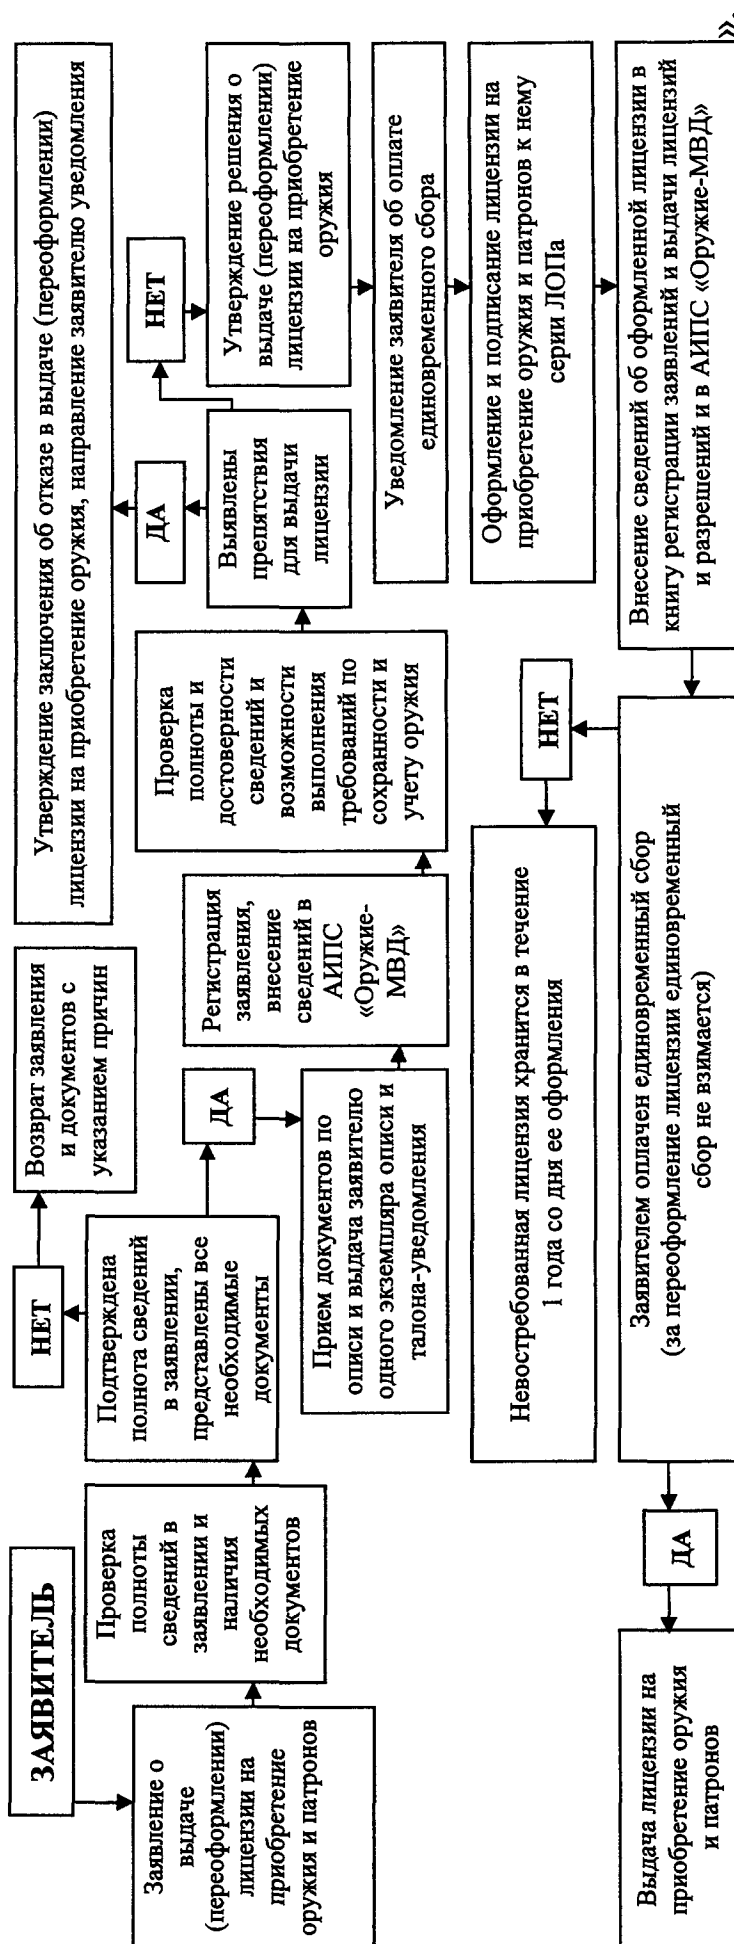 ЗАЯВИТЕЛЬ
Заявление о
выдаче
(переоформлении)
лицензии на
приобретение
оружия и патронов
Проверка
полноты
сведений в
заявлении и
наличия
необходимых
документов
Подтверждена
полнота сведений
в заявлении,
представлены все
необходимые
документы
НЕТ
Возврат заявления
и документов с
указанием причин
ДА
Прием документов по
описи и выдача заявителю
одного экземпляра описи и
талона-уведомления
Регистрация
заявления,
внесение
сведений в
АИПС
«Оружие-
МВД»
Проверка
полноты и
достоверности
сведений и
возможности
выполнения
требований по
сохранности и
учету оружия
Выявлены
препятствия
для выдачи
лицензии
ДА
Утверждение заключения об отказе в выдаче (переоформлении)
лицензии на приобретение оружия, направление заявителю уведомления
НЕТ
Утверждение решения о
выдаче (переоформлении)
лицензии на приобретение
оружия
Уведомление заявителя об оплате
единовременного сбора
Оформление и подписание лицензии на
приобретение оружия и патронов к нему
серии ЛОПа
Внесение сведений об оформленной лицензии в
книгу регистрации заявлений и выдачи лицензий
и разрешений и в АИПС «Оружие-МВД»
Заявителем оплачен единовременный сбор
(за переоформление лицензии единовременный
сбор не взимается)
НЕТ
Невостребованная лицензия хранится в течение
1 года со дня ее оформления
ДА
Выдача лицензии на
приобретение оружия
и патронов
».